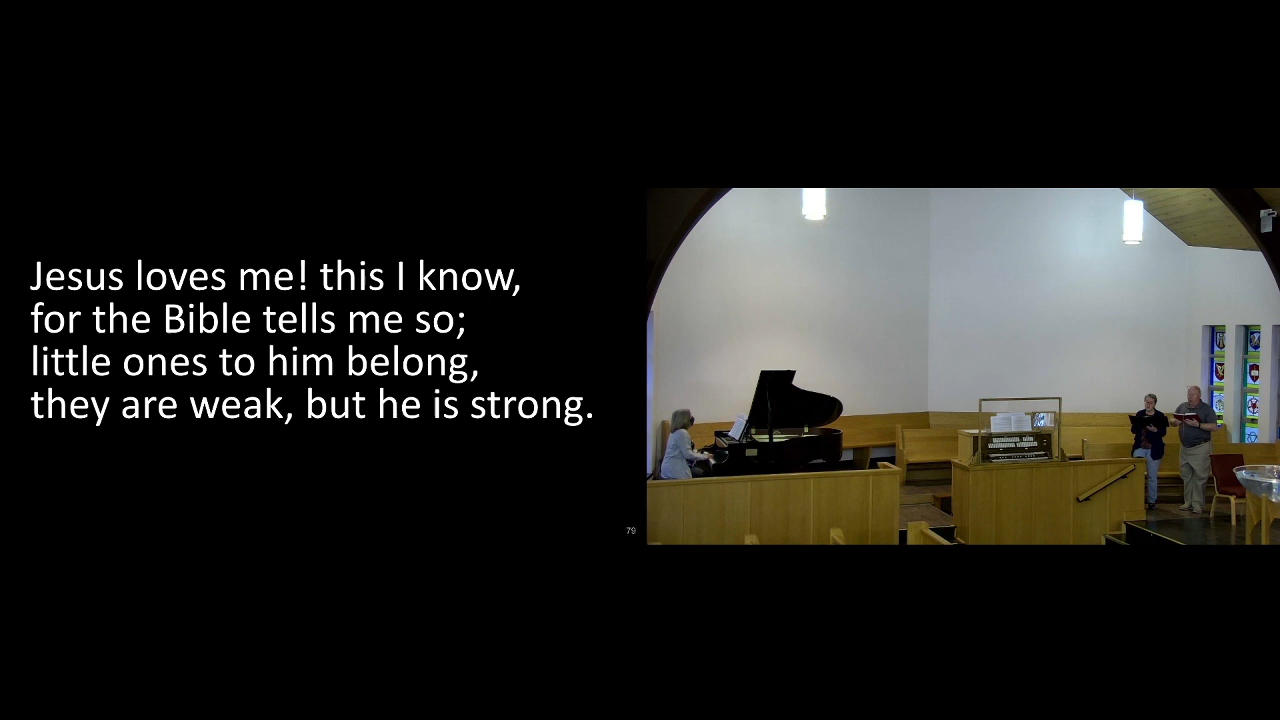 Jesus loves me! this I know,
for the Bible tells me so;
little ones to him belong,
they are weak, but he is strong.
79